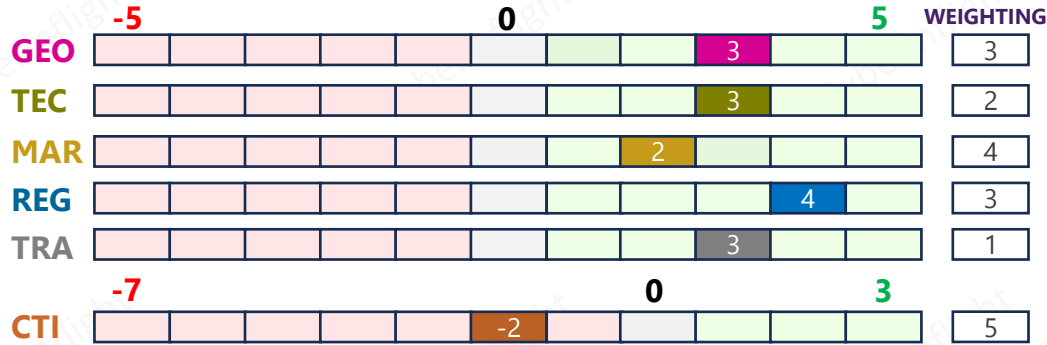 -5 0 5 WEIGHTING
GEO 3 3
TEC 3 2
MAR 2 4
REG 4 3
TRA 3 1
-7 0 3
CTI -2 5